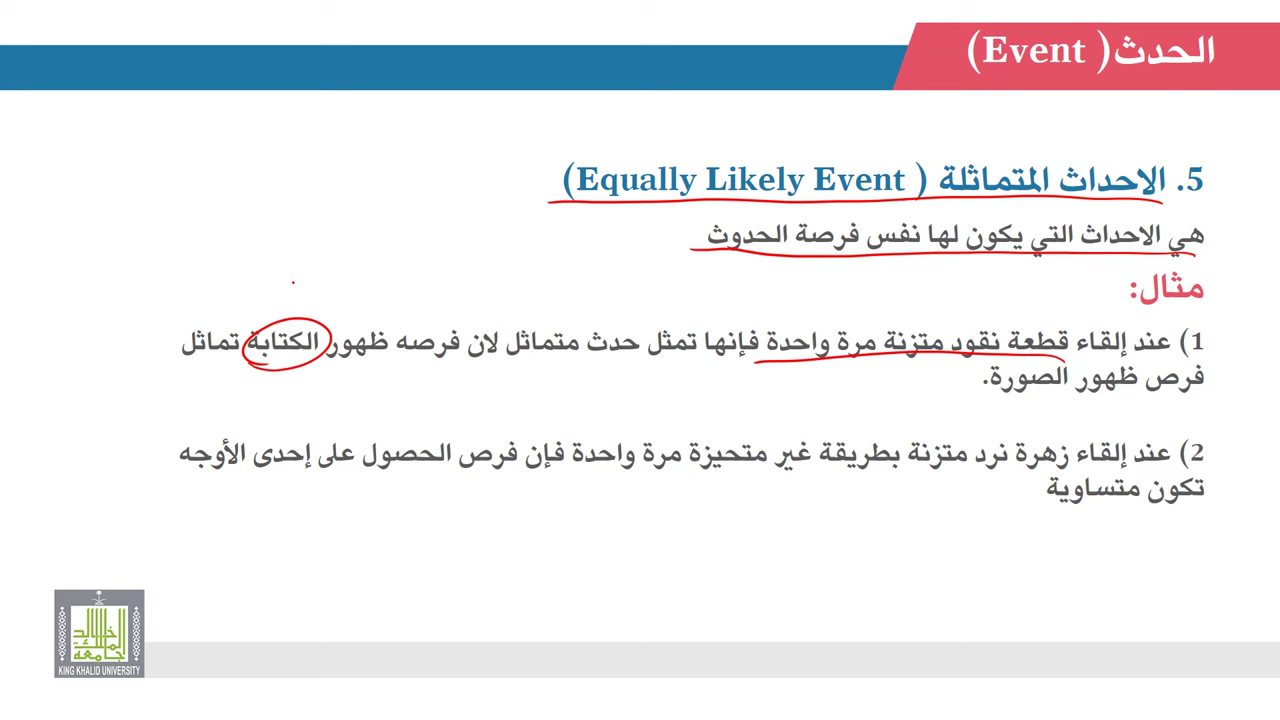 الحدث( Event)
5. الاحداث المتماثلة ( Equally Likely Event)
هي الاحداث التي يكون لها نفس فرصة الحدوث
مثال:
1) عند إلقاء قطعة نقود متزنة مرة واحدة فإنها تمثل حدث متماثل لان فرصه ظهور الكتابة تماثل
فرص ظهور الصورة.
2) عند إلقاء زهرة نرد متزنة بطريقة غير متحيزة مرة واحدة فإن فرص الحصول على إحدى الأوجه
تكون متساوية
جامعة الملك خالد
KING KHALID UNIVERSITY